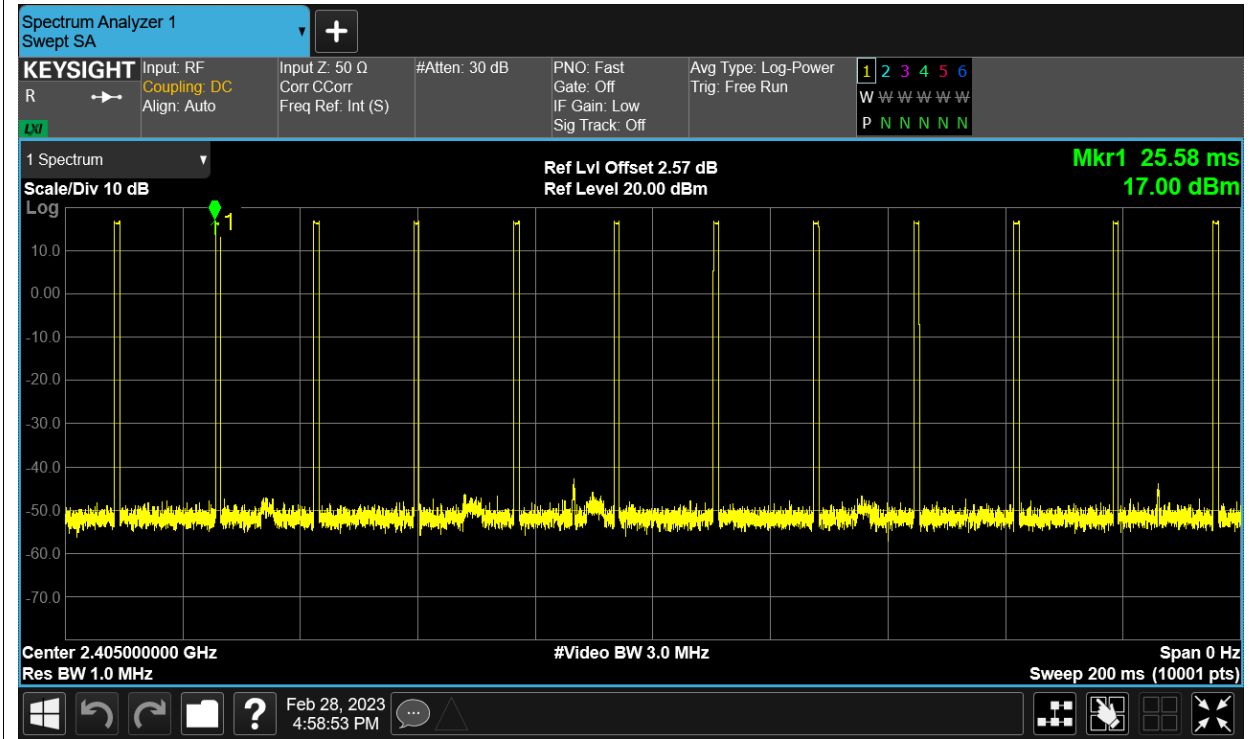 Spectrum Analyzer 1
Swept SA
KEYSIGHT
R
LXI
Input: RF
Coupling: DC
Align: Auto
Input Z: 50 Ω
Corr CCorr
Freq Ref: Int (S)
#Atten: 30 dB
PNO: Fast
Gate: Off
IF Gain: Low
Sig Track: Off
Avg Type: Log-Power
Trig: Free Run
1 2 3 4 5 6
W W W W W W
P N N N N N
1 Spectrum
Scale/Div 10 dB
Log
Ref Lvl Offset 2.57 dB
Ref Level 20.00 dBm
Mkr1 25.58 ms
17.00 dBm
1
10.0
0.00
-10.0
-20.0
-30.0
-40.0
-50.0
-60.0
-70.0
Center 2.405000000 GHz
Res BW 1.0 MHz
#Video BW 3.0 MHz
Span 0 Hz
Sweep 200 ms (10001 pts)
?
Feb 28, 2023
4:58:53 PM